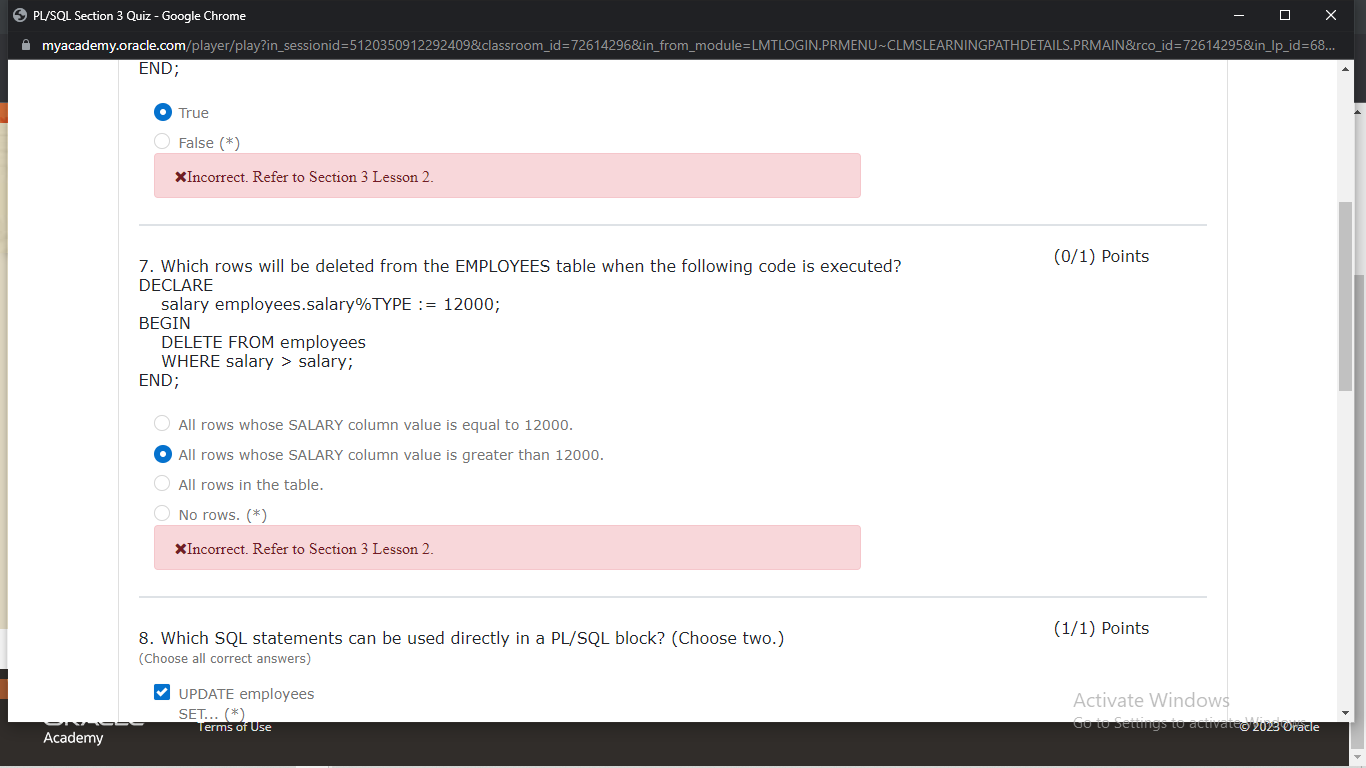 PL/SQL Section 3 Quiz - Google Chrome
myacademy.oracle.com/player/play?in_sessionid=5120350912292409&classroom_id=72614296&in_from_module=LMTLOGIN.PRMENU~CLMSLEARNINGPATHDETAILS.PRMAIN&rco_id=72614295&in_lp_id=68...
END;
True
False (*)
✖Incorrect. Refer to Section 3 Lesson 2.
(0/1) Points
7. Which rows will be deleted from the EMPLOYEES table when the following code is executed?
DECLARE
salary employees.salary%TYPE := 12000;
BEGIN
DELETE FROM employees
WHERE salary > salary;
END;
All rows whose SALARY column value is equal to 12000.
All rows whose SALARY column value is greater than 12000.
All rows in the table.
No rows. (*)
✖Incorrect. Refer to Section 3 Lesson 2.
(1/1) Points
8. Which SQL statements can be used directly in a PL/SQL block? (Choose two.)
(Choose all correct answers)
UPDATE employees
SET... (*)
Activate Windows
Go to Settings to activate Windows.
ORACLE
Academy
Terms of Use
© 2023 Oracle